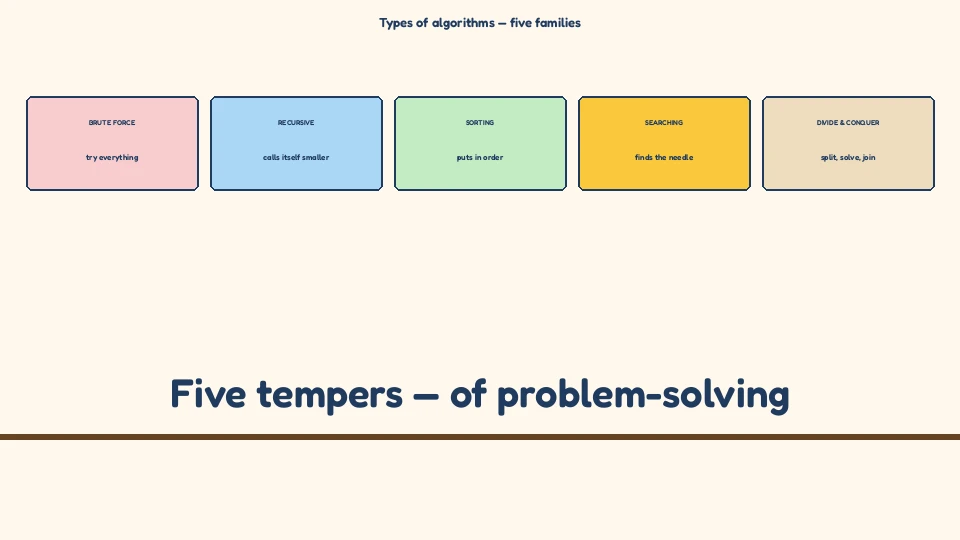 Types of algorithms — five families
BRUTE FORCE
try everything
RECURSIVE
calls itself smaller
SORTING
puts in order
SEARCHING
finds the needle
DIVIDE & CONQUER
split, solve, join
Five tempers — of problem-solving